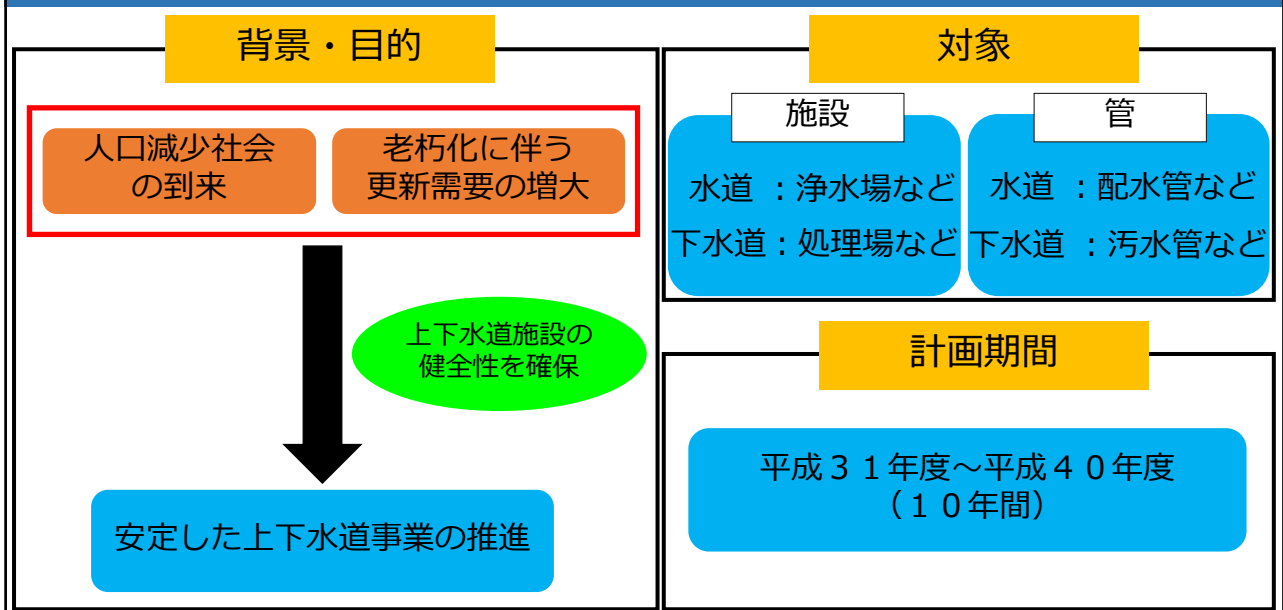 背景・目的
人口減少社会
の到来
老朽化に伴う
更新需要の増大
上下水道施設の
健全性を確保
安定した上下水道事業の推進
対象
施設
水道 ：浄水場など
下水道：処理場など
管
水道 ：配水管など
下水道 ：汚水管など
計画期間
平成３１年度～平成４０年度
（１０年間）